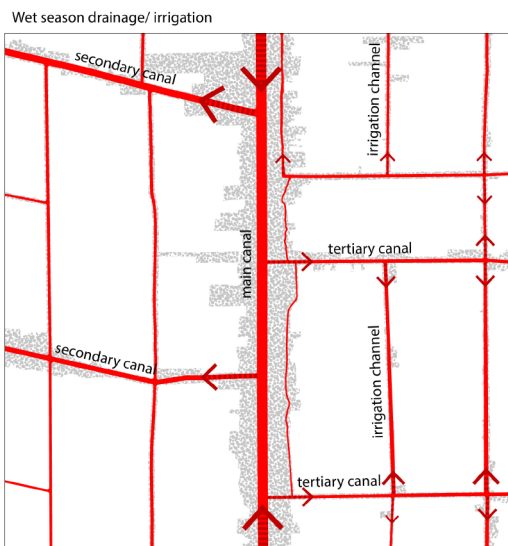 Wet season drainage/ irrigation
secondary canal
irrigation channel
main canal
tertiary canal
secondary canal
irrigation channel
tertiary canal